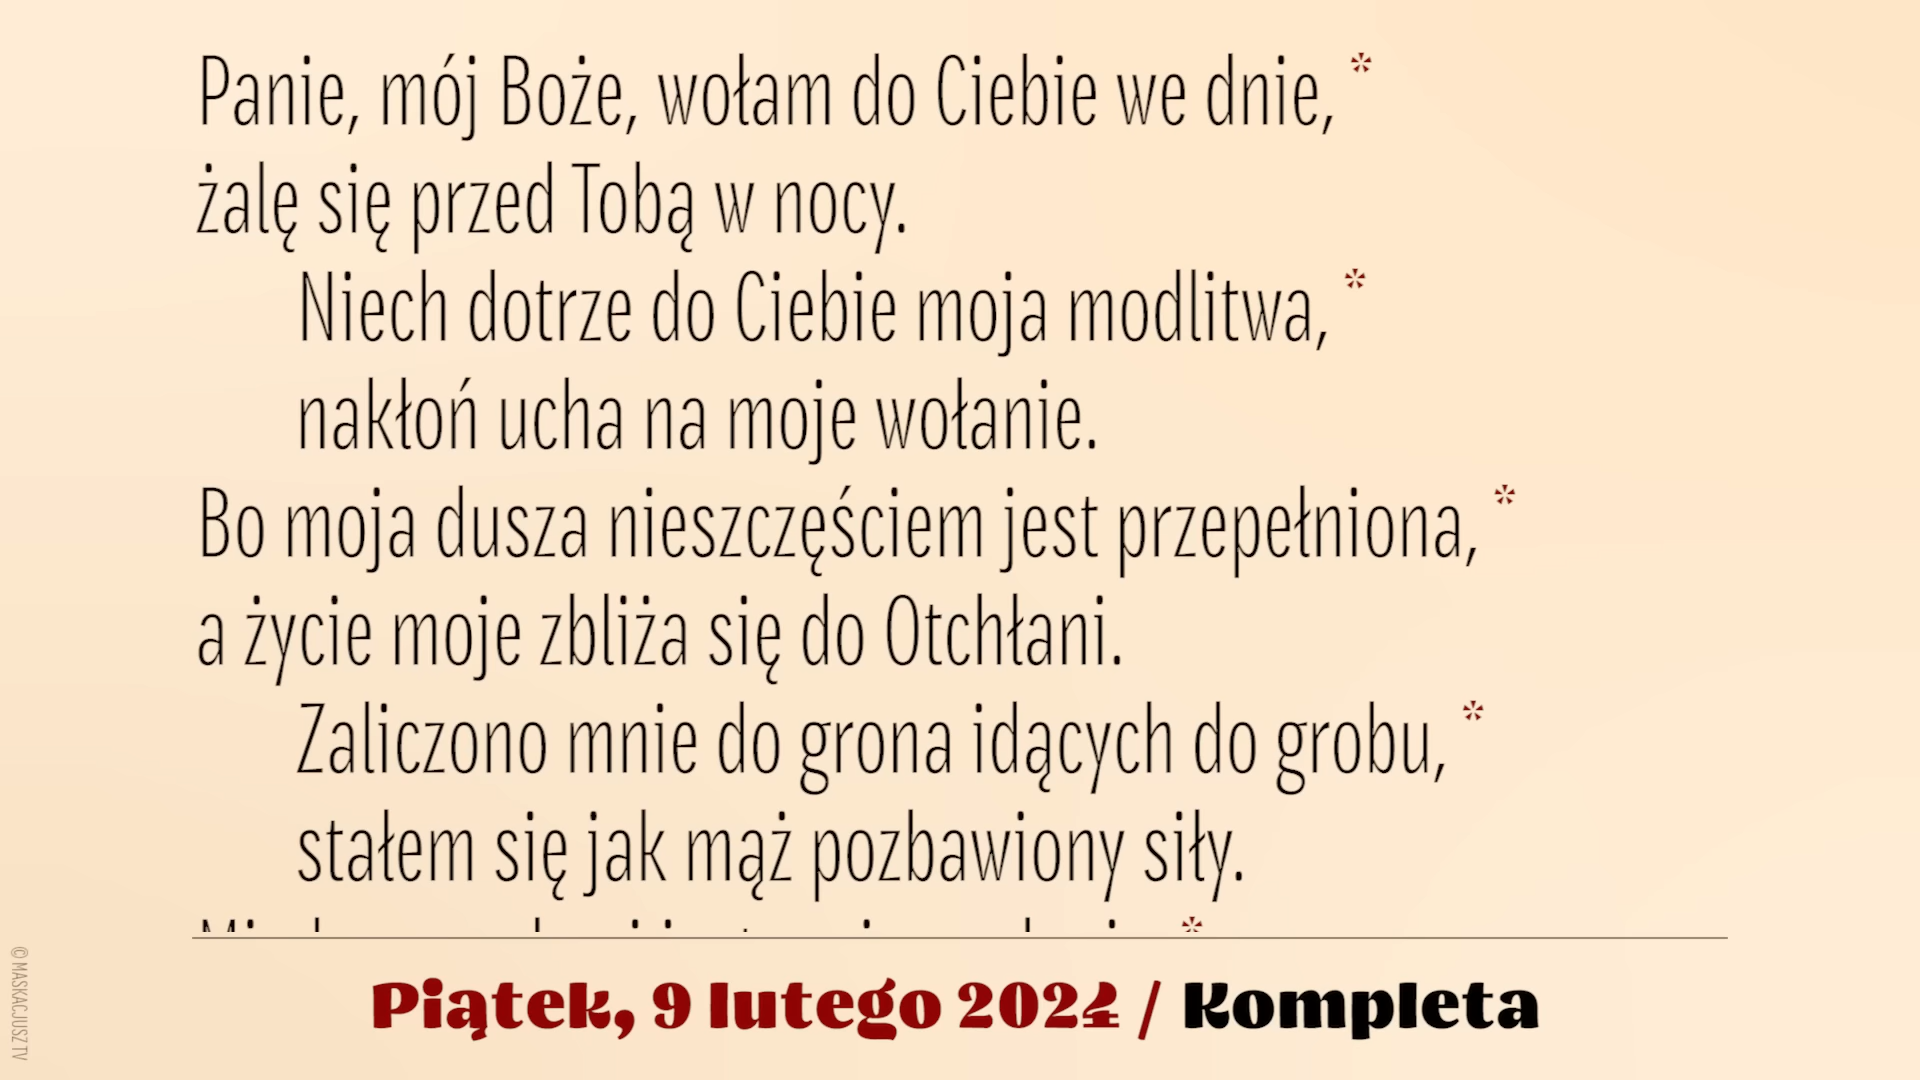 Panie, mój Boże, wołam do Ciebie we dnie, *
żalę się przed Tobą w nocy.
Niech dotrze do Ciebie moja modlitwa, *
nakłoń ucha na moje wołanie.
Bo moja dusza nieszczęściem jest przepełniona, *
a życie moje zbliża się do Otchłani.
Zaliczono mnie do grona idących do grobu, *
stałem się jak mąż pozbawiony siły.
*
Piątek, 9 lutego 2024 / Kompleta
© MASKACJUSZ TV